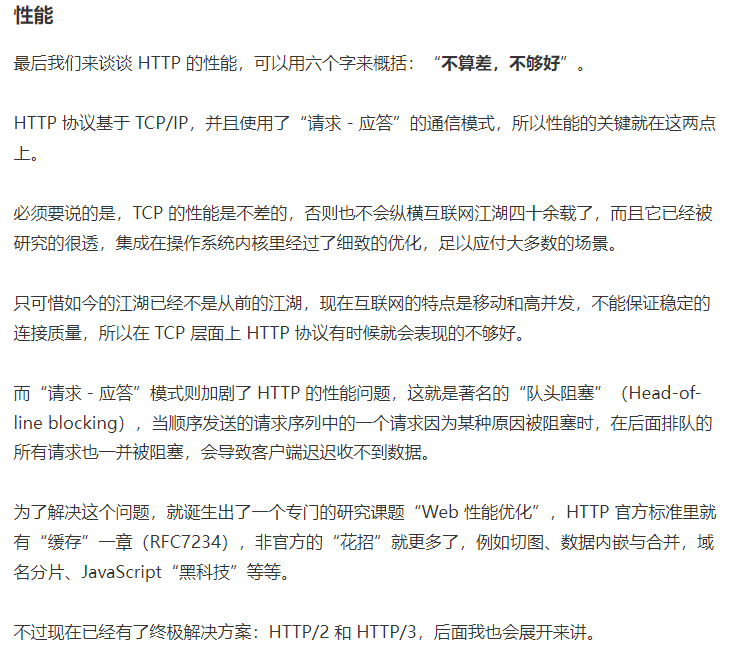 性能
最后我们来谈谈 HTTP 的性能，可以用六个字来概括：“不算差，不够好”。
HTTP 协议基于 TCP/IP，并且使用了“请求 - 应答”的通信模式，所以性能的关键就在这两点
上。
必须要说的是，TCP 的性能是不差的，否则也不会纵横互联网江湖四十余载了，而且它已经被
研究的很透，集成在操作系统内核里经过了细致的优化，足以应付大多数的场景。
只可惜如今的江湖已经不是从前的江湖，现在互联网的特点是移动和高并发，不能保证稳定的
连接质量，所以在 TCP 层面上 HTTP 协议有时候就会表现的不够好。
而“请求 - 应答”模式则加剧了 HTTP 的性能问题，这就是著名的“队头阻塞”（Head-of-
line blocking），当顺序发送的请求序列中的一个请求因为某种原因被阻塞时，在后面排队的
所有请求也一并被阻塞，会导致客户端迟迟收不到数据。
为了解决这个问题，就诞生出了一个专门的研究课题“Web 性能优化”，HTTP 官方标准里就
有“缓存”一章（RFC7234），非官方的“花招”就更多了，例如切图、数据内嵌与合并，域
名分片、JavaScript“黑科技”等等。
不过现在已经有了终极解决方案：HTTP/2 和 HTTP/3，后面我也会展开来讲。